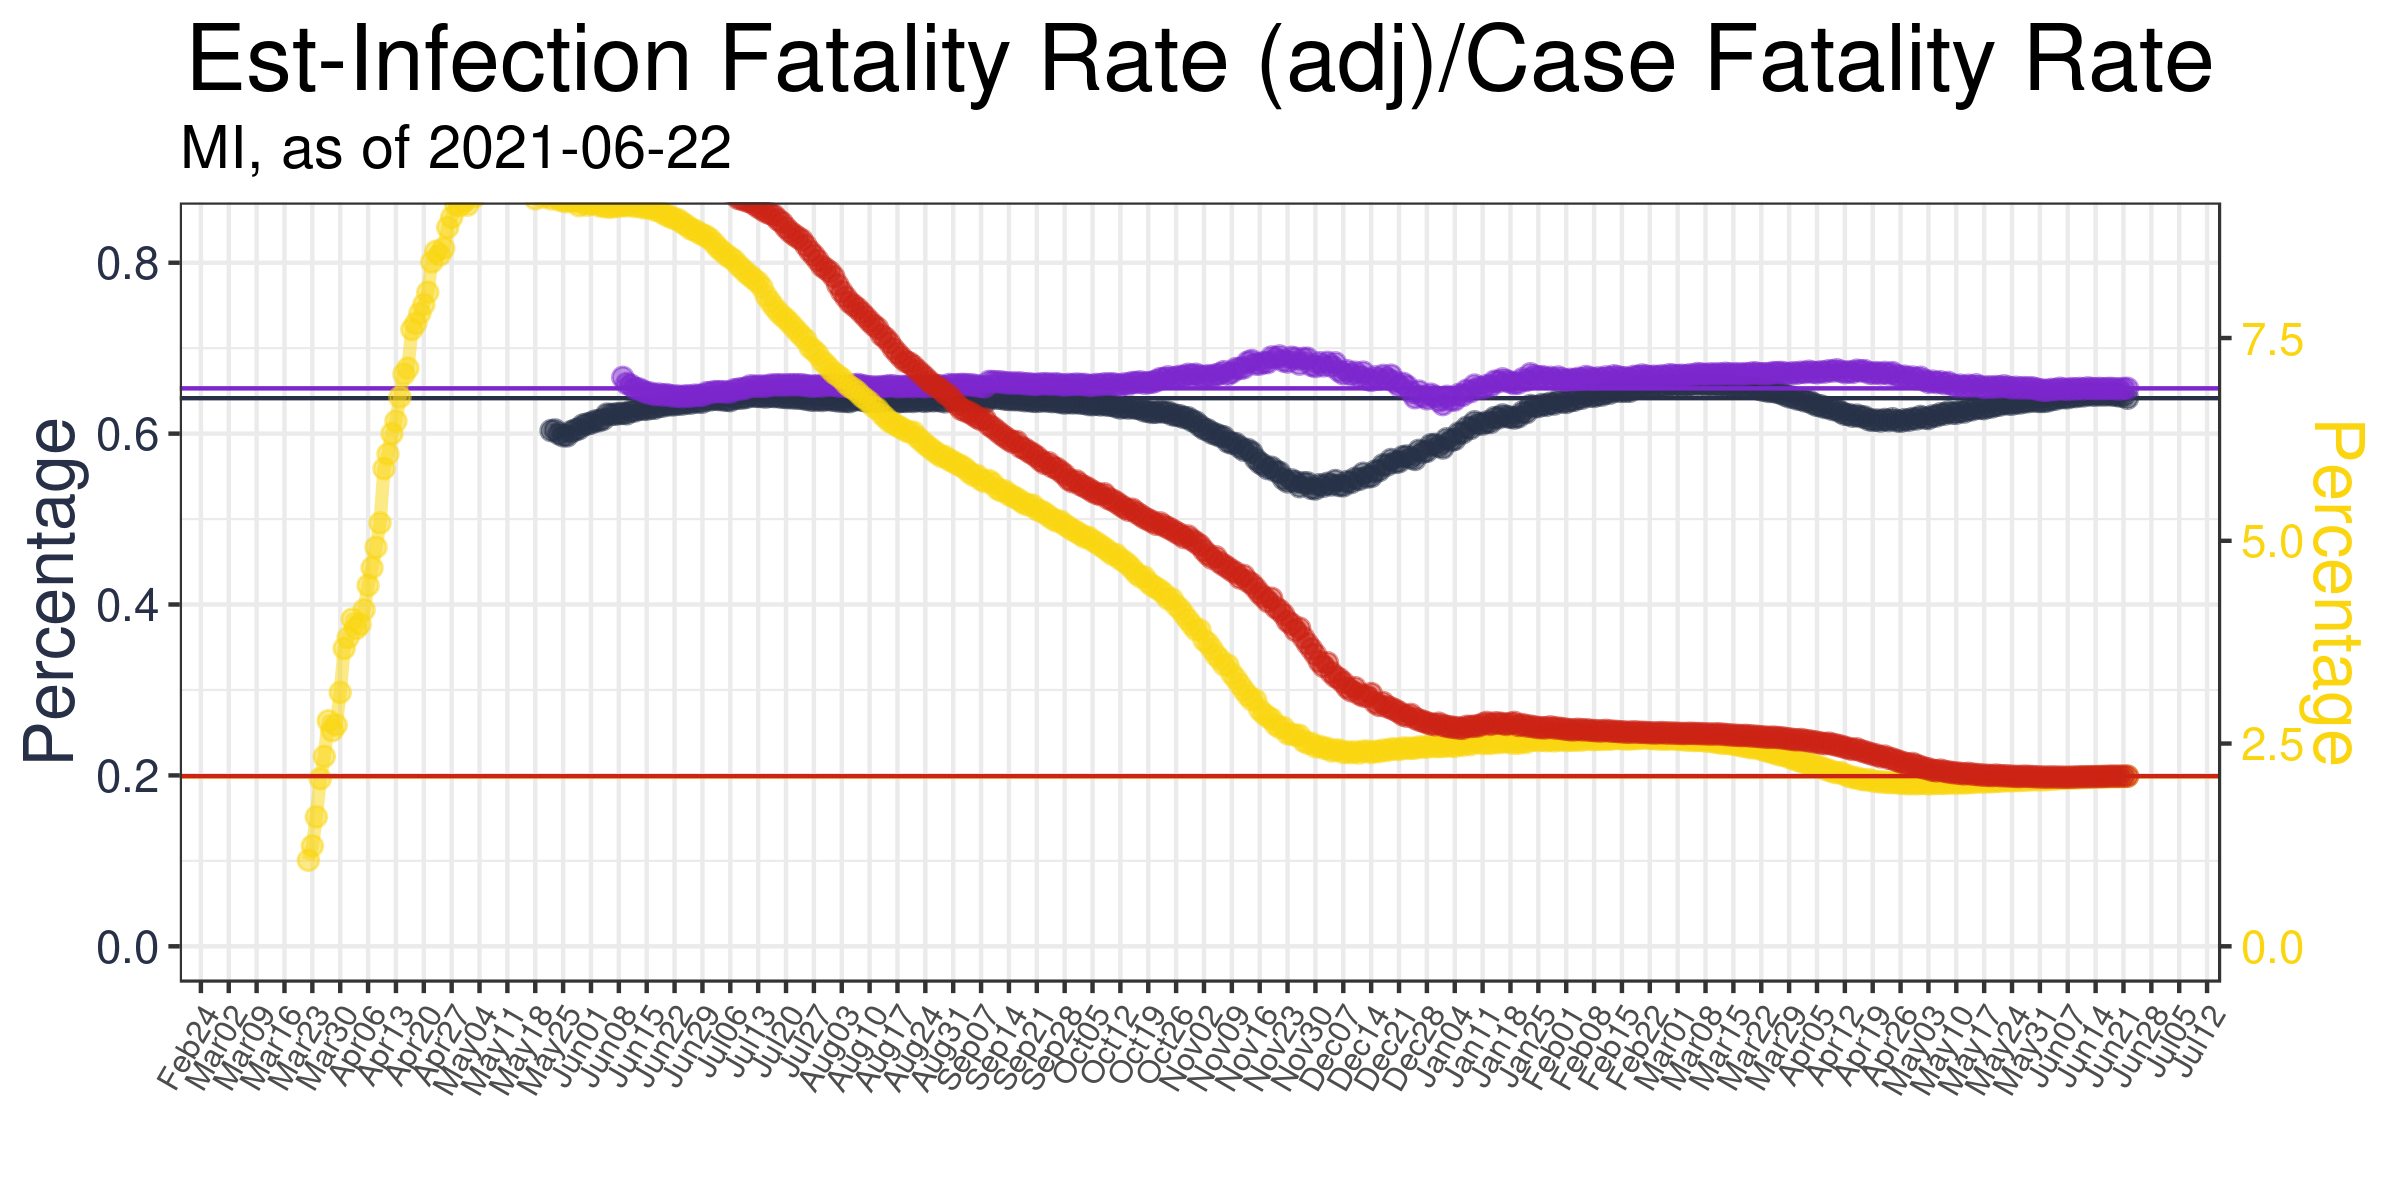 Est-Infection Fatality Rate (adj)/Case Fatality Rate
MI, as of 2021-06-22
Percentage
0.8
0.6
0.4
0.2
0.0
7.5
5.0
2.5
0.0
Percentage
Feb24
Mar02
Mar09
Mar16
Mar23
Mar30
Apr06
Apr13
Apr20
Apr27
May04
May11
May18
May25
Jun01
Jun08
Jun15
Jun22
Jun29
Jul06
Jul13
Jul20
Jul27
Aug03
Aug10
Aug17
Aug24
Aug31
Sep07
Sep14
Sep21
Sep28
Oct05
Oct12
Oct19
Oct26
Nov02
Nov09
Nov16
Nov23
Nov30
Dec07
Dec14
Dec21
Dec28
Jan04
Jan11
Jan18
Jan25
Feb01
Feb08
Feb15
Feb22
Mar01
Mar08
Mar15
Mar22
Mar29
Apr05
Apr12
Apr19
Apr26
May03
May10
May17
May24
May31
Jun07
Jun14
Jun21
Jun28
Jul05
Jul12